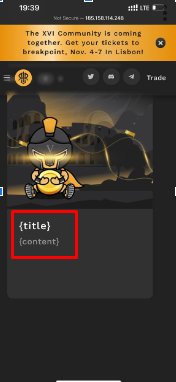 19:39
LTE
Not Secure — 185.158.114.248
The XVI Community is coming
together. Get your tickets to
breakpoint, Nov. 4-7 in Lisbon!
Trade
{title}
{content}